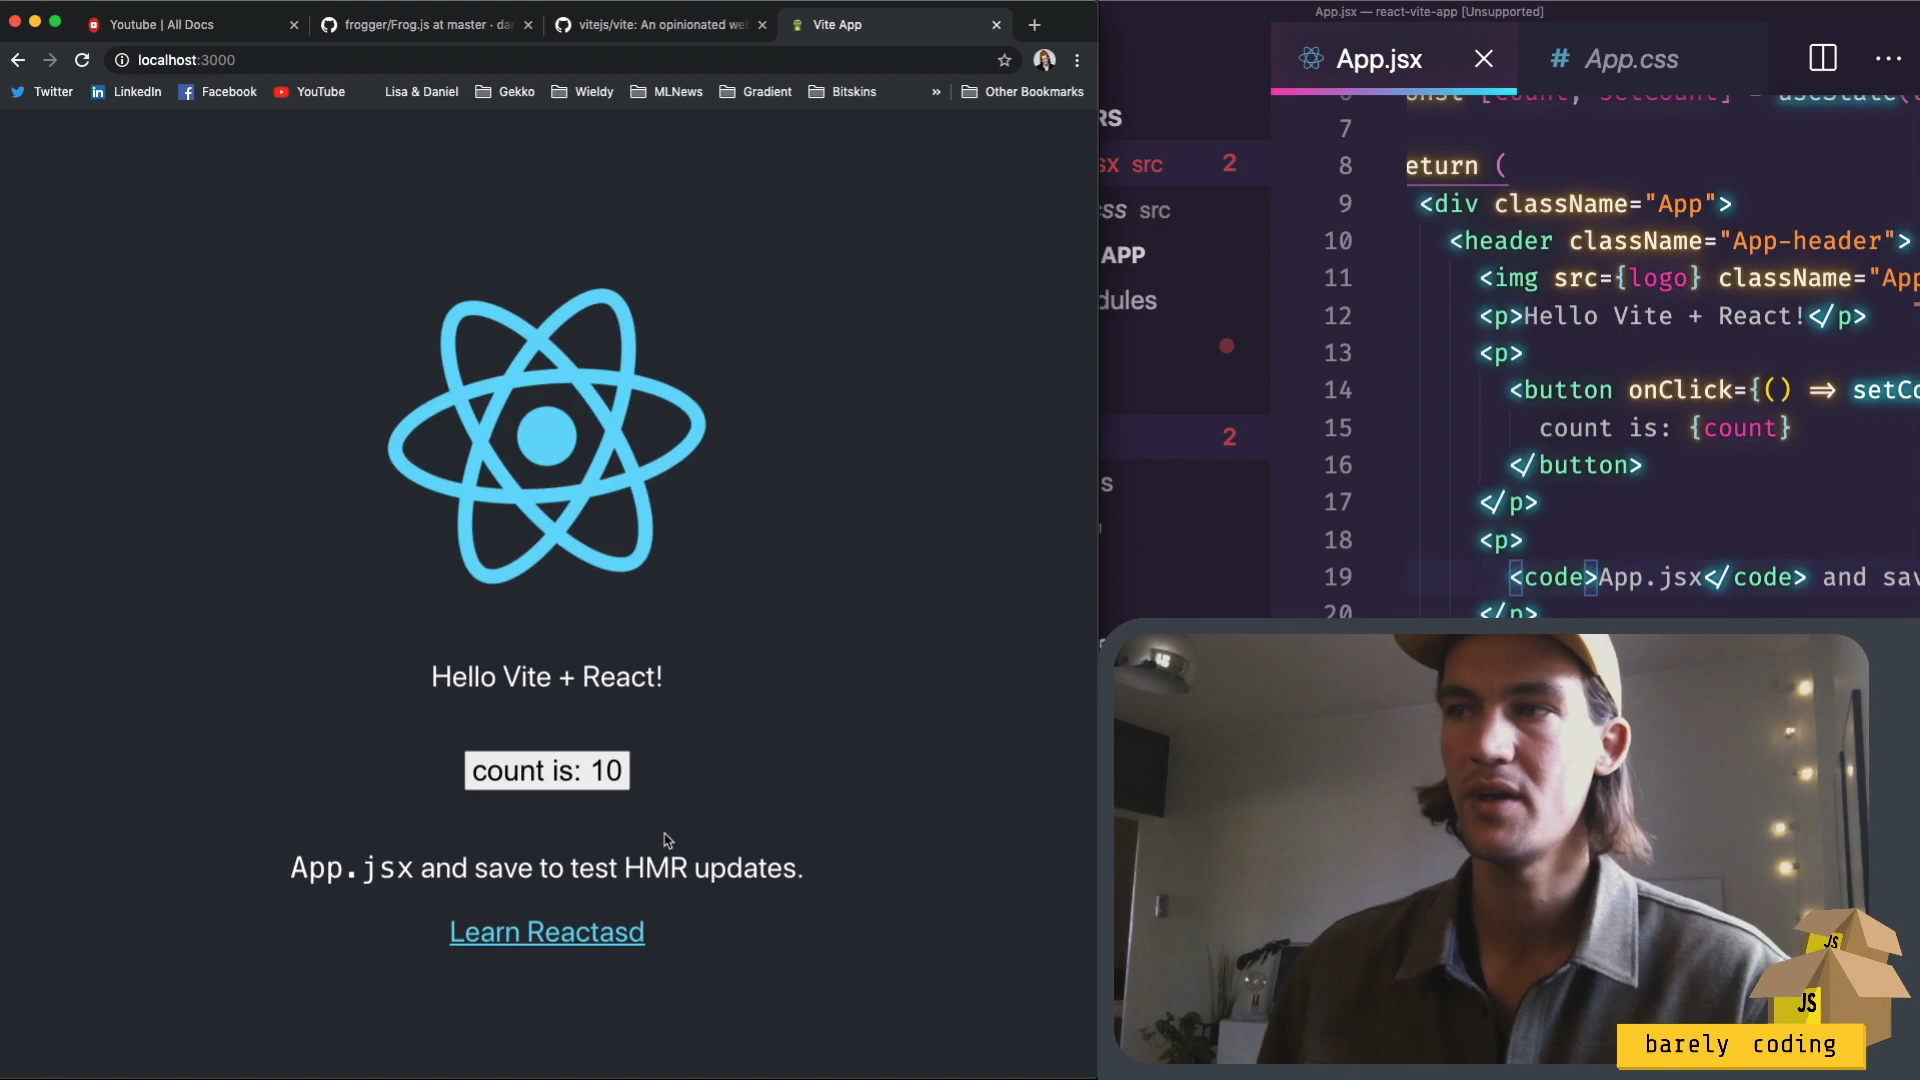 Youtube | All Docs
frogger/Frog.js at master · da
vitejs/vite: An opinionated we
Vite App
localhost:3000
Twitter
LinkedIn
Facebook
YouTube
Lisa & Daniel
Gekko
Wieldy
MLNews
Gradient
Bitskins
»
Other Bookmarks
Hello Vite + React!
count is: 10
App.jsx and save to test HMR updates.
Learn Reactasd
App.jsx — react-vite-app [Unsupported]
App.jsx
# App.css
RS
sx src 2
css src
APP
dules
2
s
7
8 eturn (
9 <div className="App">
10 <header className="App-header">
11 <img src={logo} className="App
12 <p>Hello Vite + React!</p>
13 <p>
14 <button onClick={() => setCo
15 count is: {count}
16 </button>
17 </p>
18 <p>
19 <code>App.jsx</code> and sav
20 </p>
JS
JS
barely coding